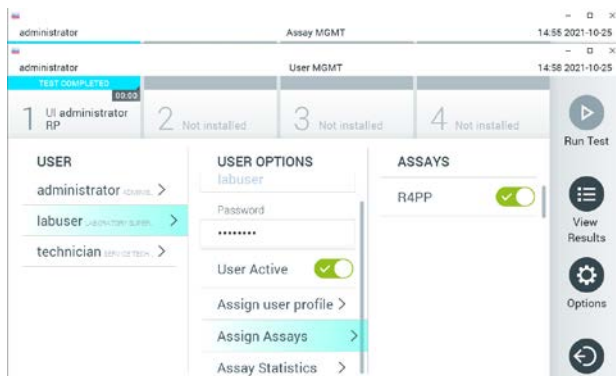 administrator Assay MGMT 14:55 2021-10-25
administrator User MGMT 14:58 2021-10-25
TEST COMPLETED
00:00
1 UI administrator RP
2 Not installed
3 Not installed
4 Not installed
Run Test
USER
administrator
labuser
technician
USER OPTIONS
labuser
Password
••••••••
User Active
Assign user profile
Assign Assays
Assay Statistics
ASSAYS
R4PP
View
Results
Options